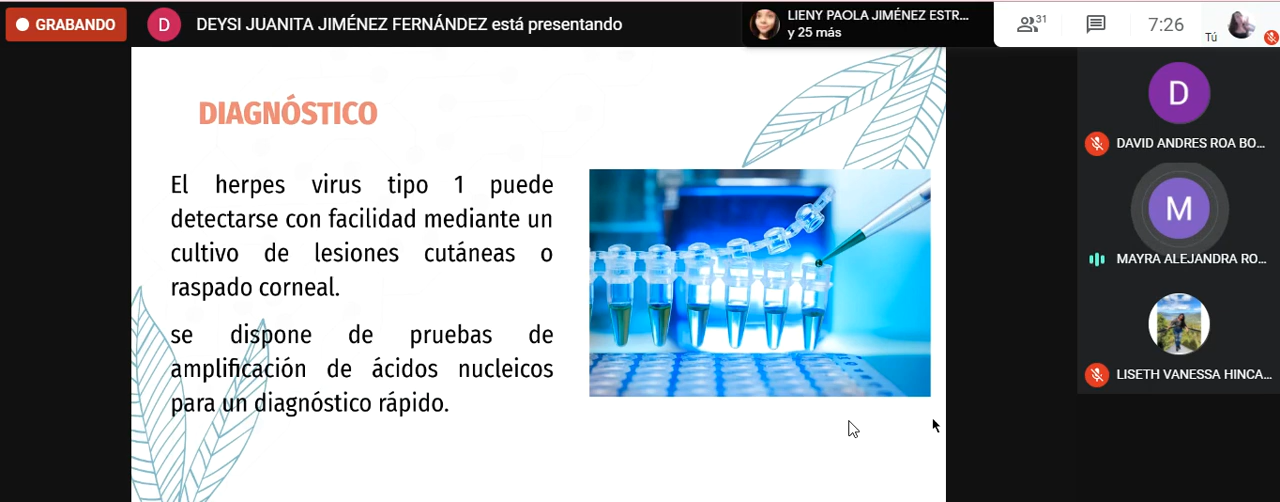 GRABANDO
D
DEYSI JUANITA JIMÉNEZ FERNÁNDEZ está presentando
LIENY PAOLA JIMÉNEZ ESTR...
y 25 más
31
7:26
Tú
DIAGNÓSTICO
El herpes virus tipo 1 puede
detectarse con facilidad mediante un
cultivo de lesiones cutáneas o
raspado corneal.
se dispone de pruebas de
amplificación de ácidos nucleicos
para un diagnóstico rápido.
D
DAVID ANDRES ROA BO...
M
MAYRA ALEJANDRA RO...
LISETH VANESSA HINCA...